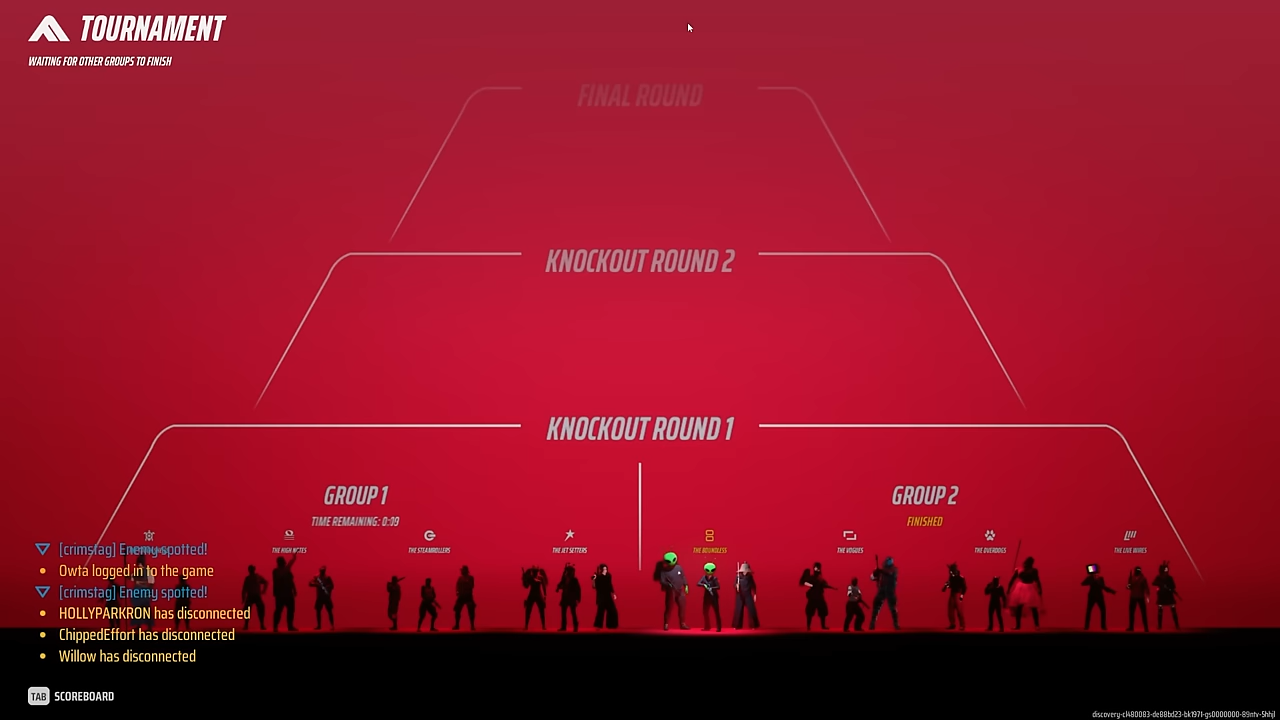 TOURNAMENT
WAITING FOR OTHER GROUPS TO FINISH
FINAL ROUND
KNOCKOUT ROUND 2
KNOCKOUT ROUND 1
GROUP 1
TIME REMAINING: 0:09
GROUP 2
FINISHED
THE HIGH NOTES
THE STEAMROLLERS
THE JET SETTERS
THE BOUNDLESS
THE VOGUES
THE OVERDOGS
THE LIVE WIRES
[crimstag] Enemy spotted!
Owta logged in to the game
[crimstag] Enemy spotted!
HOLLYPARKRON has disconnected
ChippedEffort has disconnected
Willow has disconnected
TAB SCOREBOARD